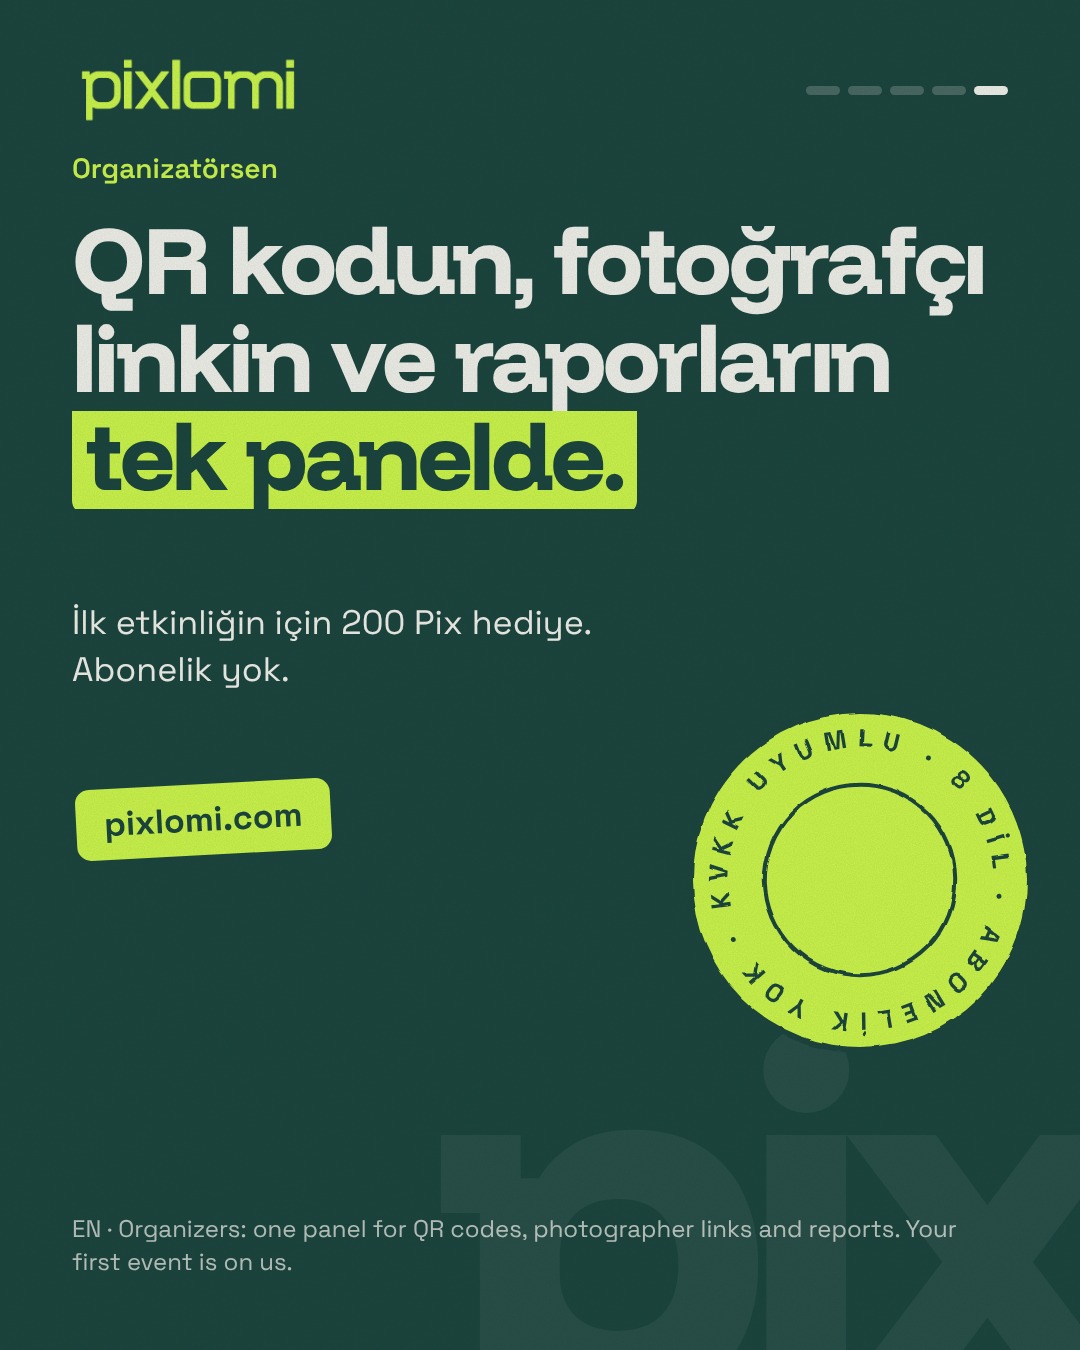 pixlomi
Organizatörsen
QR kodun, fotoğrafçı
linkin ve raporların
tek panelde.
İlk etkinliğin için 200 Pix hediye.
Abonelik yok.
pixlomi.com
KVKK UYUMLU · 8 DİL · ABONELİK YOK ·
EN · Organizers: one panel for QR codes, photographer links and reports. Your
first event is on us.
pix